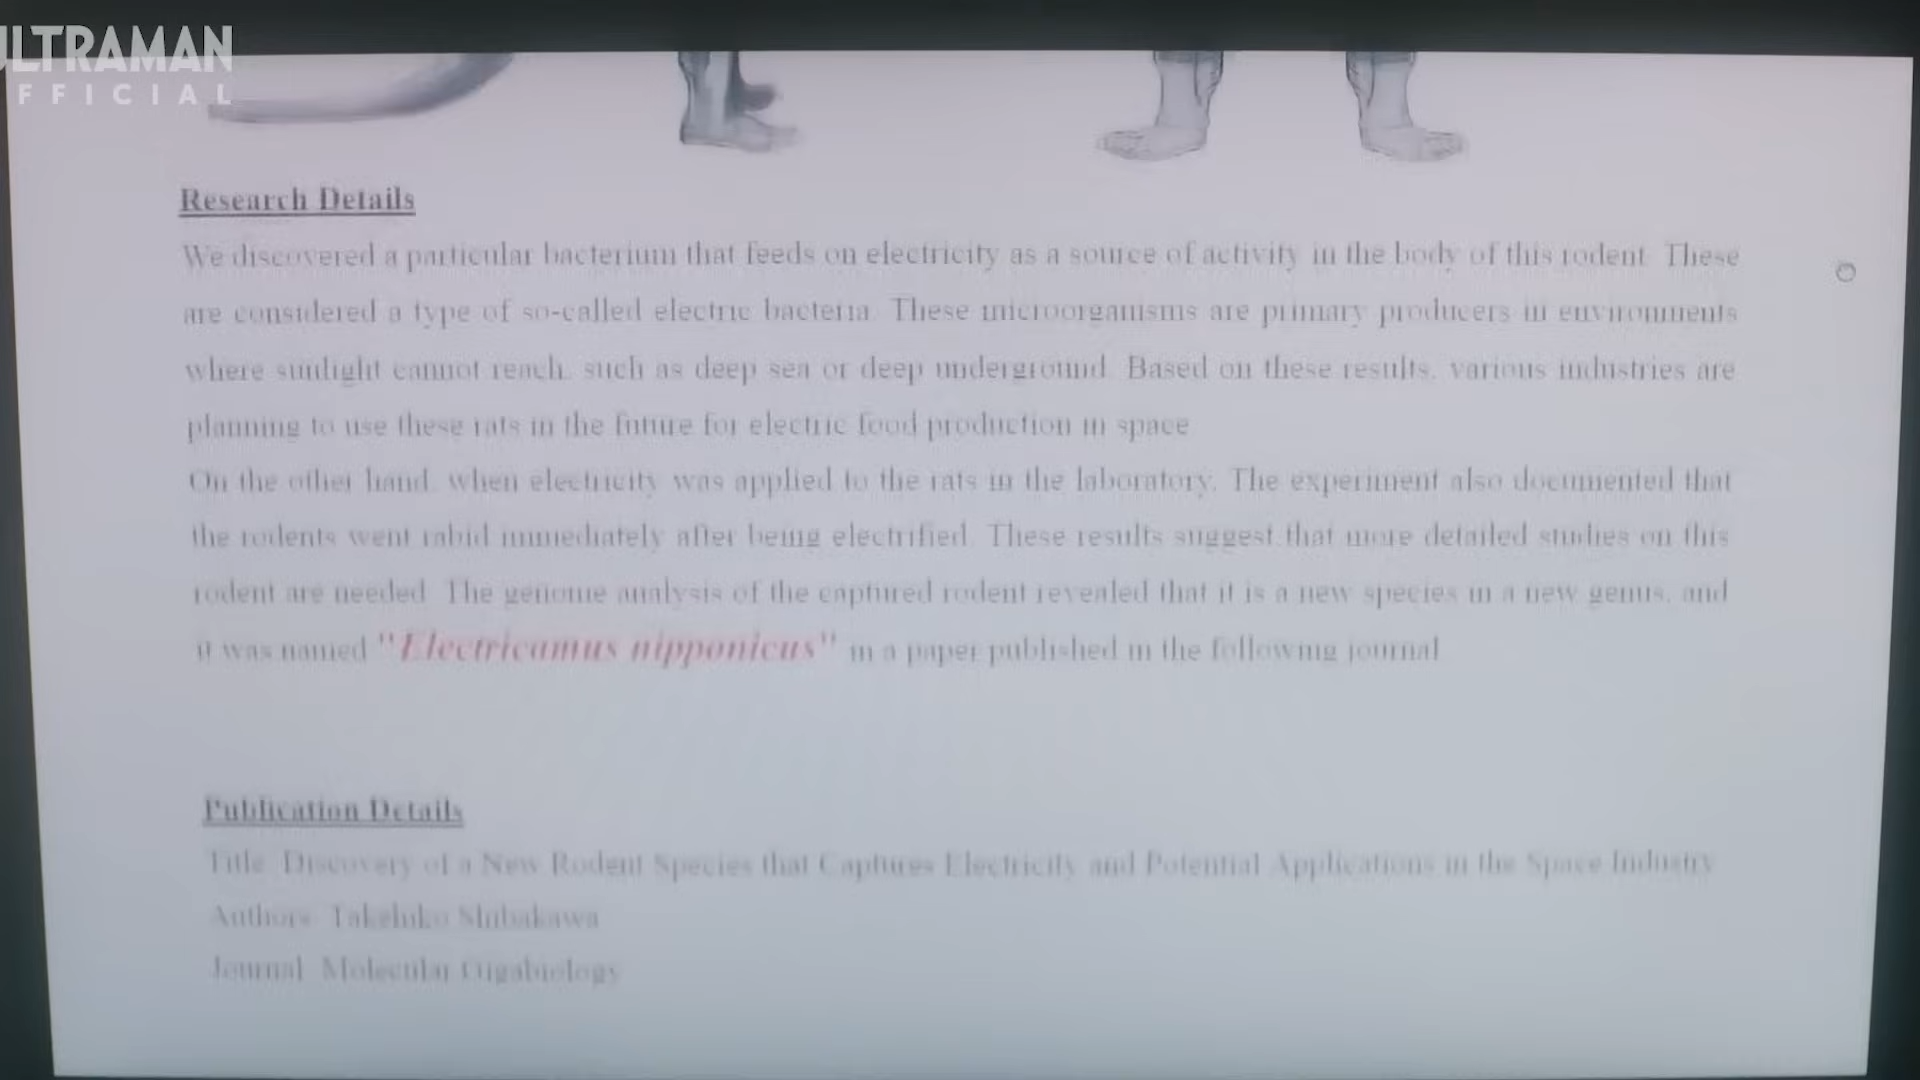 ULTRAMAN
OFFICIAL
Research Details
We discovered a particular bacterium that feeds on electricity as a source of activity in the body of this rodent. These
are considered a type of so-called electric bacteria. These microorganisms are primary producers in environments
where sunlight cannot reach, such as deep sea or deep underground. Based on these results, various industries are
planning to use these rats in the future for electric food production in space.
On the other hand, when electricity was applied to the rats in the laboratory. The experiment also documented that
the rodents went rabid immediately after being electrified. These results suggest that more detailed studies on this
rodent are needed. The genome analysis of the captured rodent revealed that it is a new species in a new genus, and
it was named "Electricamus nipponicus" in a paper published in the following journal.
Publication Details
Title: Discovery of a New Rodent Species that Captures Electricity and Potential Applications in the Space Industry
Authors: Takehiko Shibakawa
Journal: Molecular